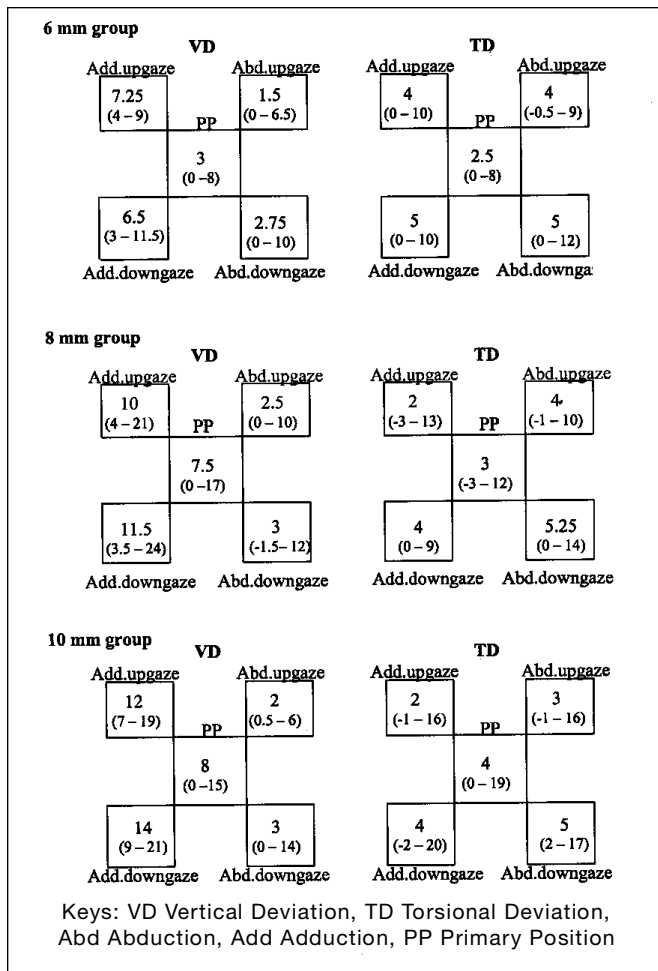 6 mm group
VD TD
Add.upgaze Abd.upgaze Abd.upgaze
Add.upgaze
7.25 1.5 4 4
(4 – 9) (0 – 6.5) (0 – 10) (-0.5 – 9)
PP PP
3 2.5
(0 –8) (0 –8)
6.5 2.75 5 5
(3 – 11.5) (0 – 10) (0 – 10) (0 – 12)
Add.downgaze Abd.downgaze Add.downgaze Abd.downga
8 mm group
VD TD
Add.upgaze Abd.upgaze Add.upgaze Abd.upgaze
10 2.5 2 4
(4 – 21) (0 – 10) (-3 – 13) (-1 – 10)
PP PP
7.5 3
(0 –17) (-3 – 12)
11.5 3 4 5.25
(3.5 – 24) (-1.5 – 12) (0 – 9) (0 – 14)
Add.downgaze Abd.downgaze Add.downgaze Abd.downgaze
10 mm group
VD TD
Add.upgaze Abd.upgaze Add.upgaze Abd.upgaze
12 2 2 3
(7 – 19) (0.5 – 6) (-1 – 16) (-1 – 16)
PP PP
8 4
(0 –15) (0 – 19)
14 3 4 5
(9 – 21) (0 – 14) (-2 – 20) (2 – 17)
Add.downgaze Abd.downgaze Add.downgaze Abd.downgaze
Keys: VD Vertical Deviation, TD Torsional Deviation,
Abd Abduction, Add Adduction, PP Primary Position